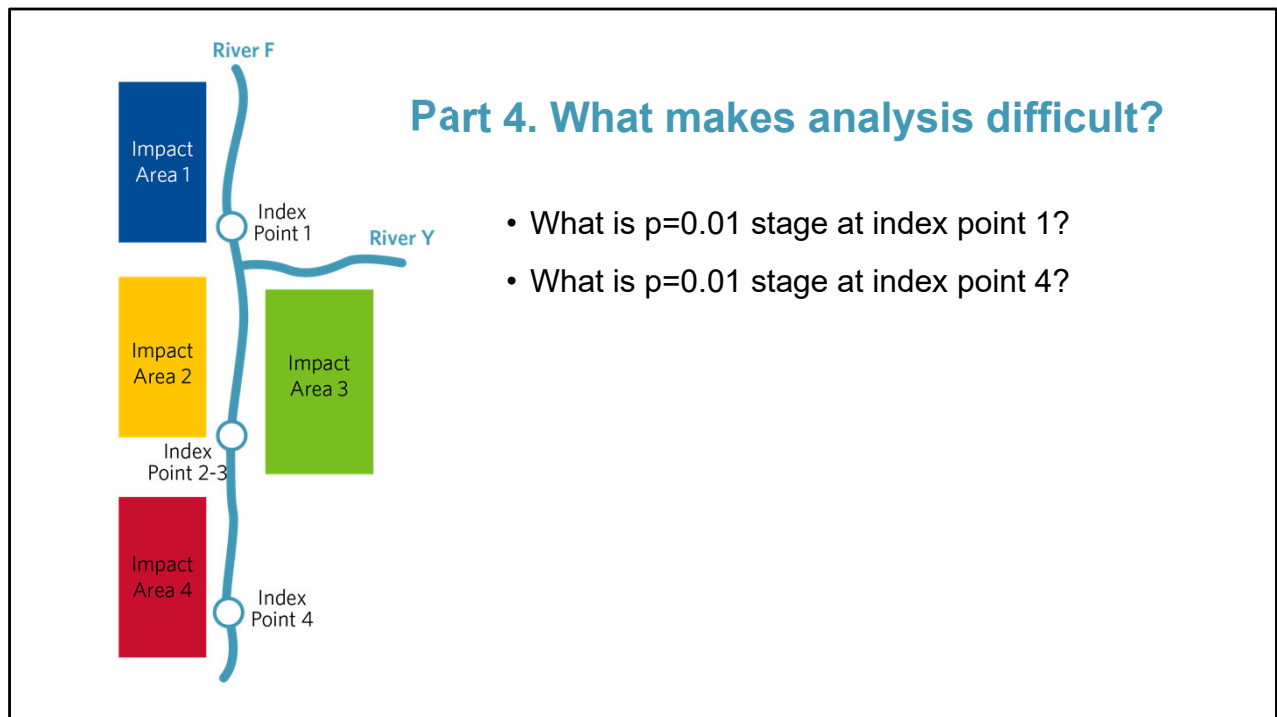 River F
Part 4. What makes analysis difficult?
Impact
Area 1
Index
Point 1
River Y
• What is p=0.01 stage at index point 1?
• What is p=0.01 stage at index point 4?
Impact
Area 2
Impact
Area 3
Index
Point 2-3
Impact
Area 4
Index
Point 4